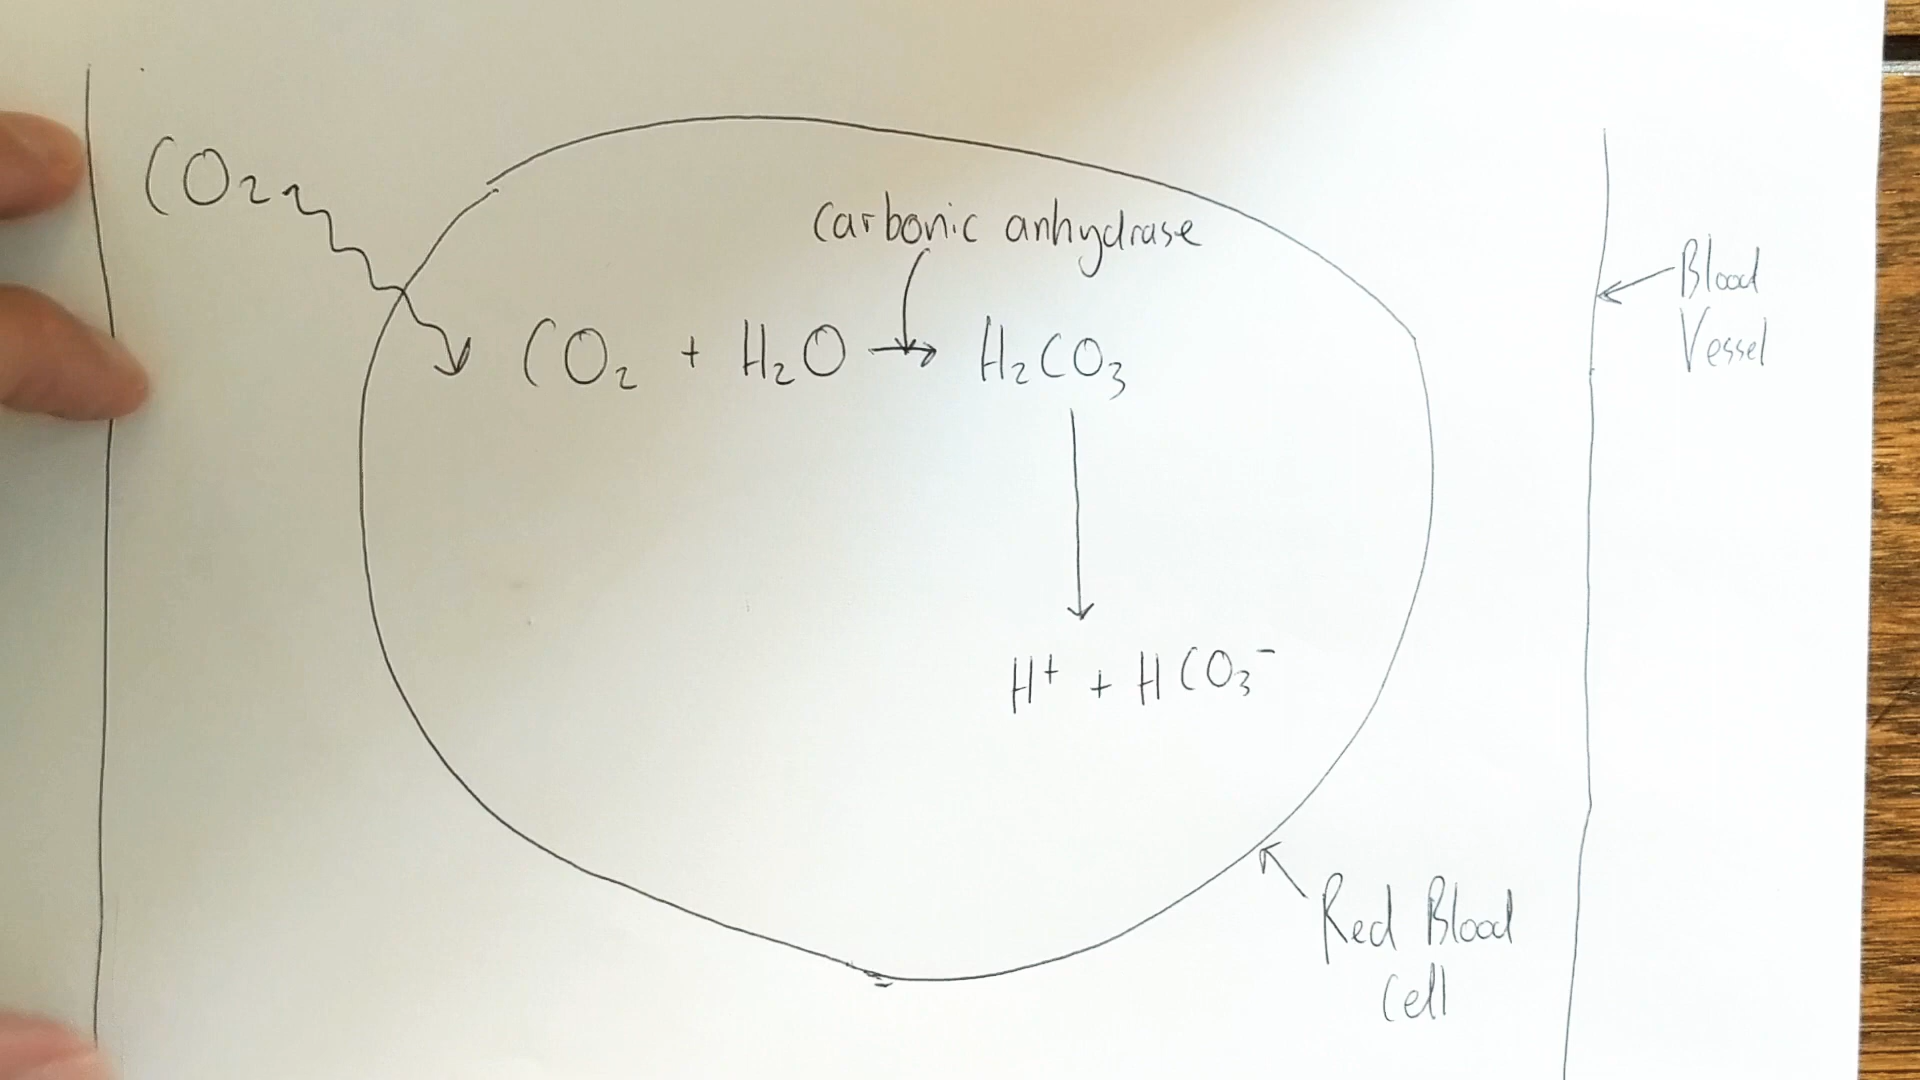 CO₂
carbonic anhydrase
CO₂ + H₂O → H₂CO₃
H⁺ + HCO₃⁻
Blood
Vessel
Red Blood
Cell